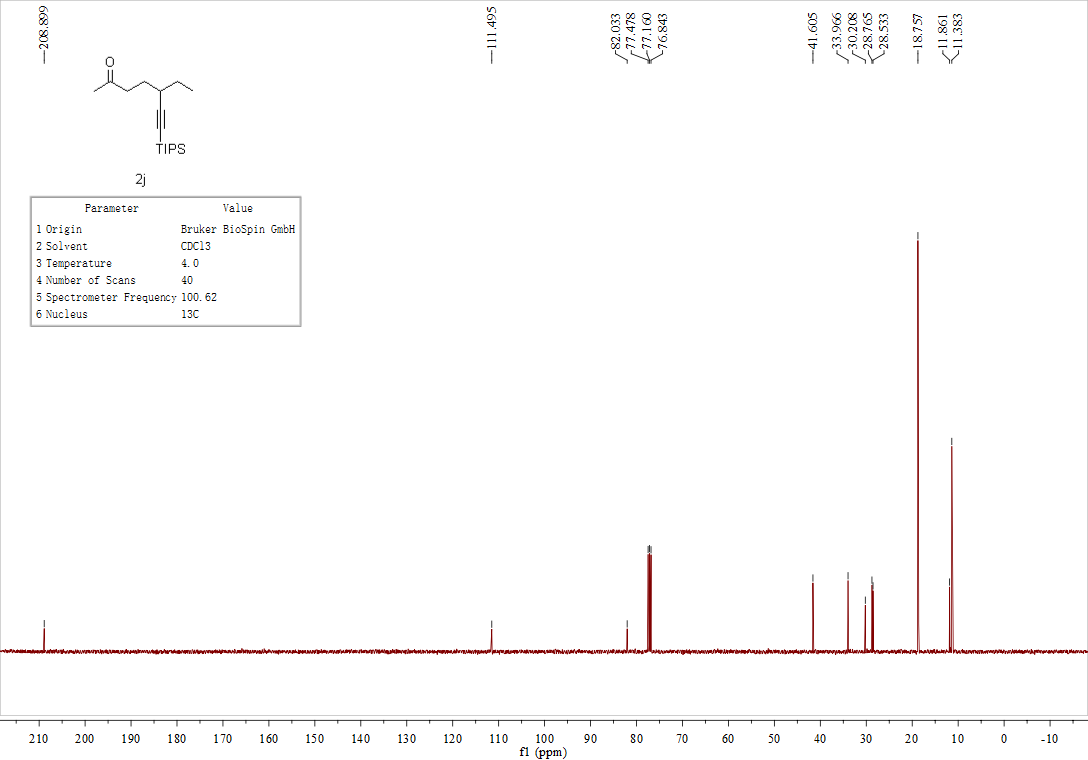 208.899
111.495
82.033
77.478
77.160
76.843
41.605
33.966
30.208
28.765
28.533
18.757
11.861
11.383
O
TIPS
2j
Parameter Value
1 Origin Bruker BioSpin GmbH
2 Solvent CDCl3
3 Temperature 4.0
4 Number of Scans 40
5 Spectrometer Frequency 100.62
6 Nucleus 13C
210 200 190 180 170 160 150 140 130 120 110 100 90 80 70 60 50 40 30 20 10 0 -10
f1 (ppm)